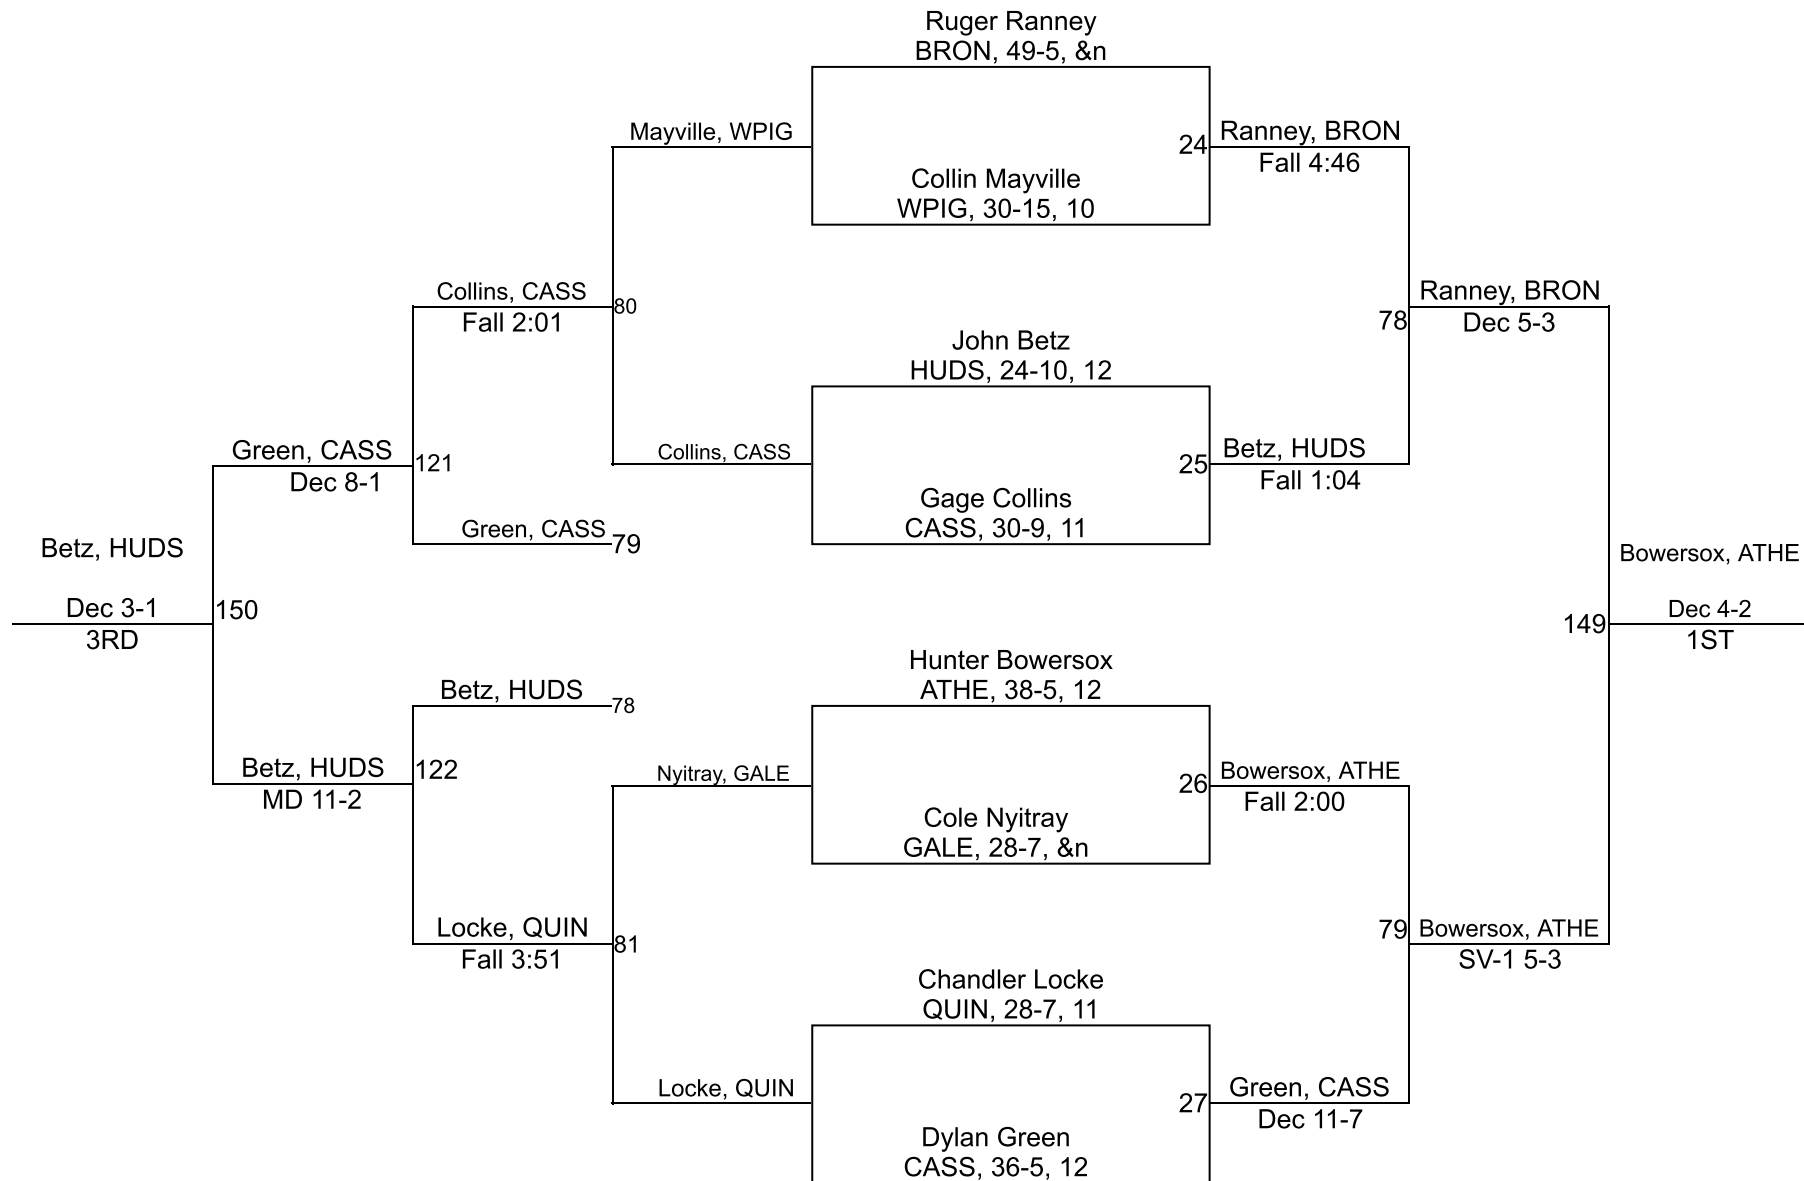 Ruger Ranney
BRON, 49-5, &n
Mayville, WPIG
24
Ranney, BRON
Fall 4:46
Collin Mayville
WPIG, 30-15, 10
Collins, CASS
Fall 2:01
80
Ranney, BRON
Dec 5-3
78
John Betz
HUDS, 24-10, 12
Green, CASS
Dec 8-1
121
Collins, CASS
25
Betz, HUDS
Fall 1:04
Gage Collins
CASS, 30-9, 11
Green, CASS
79
Betz, HUDS
Dec 3-1
3RD
150
Bowersox, ATHE
149
Dec 4-2
1ST
Hunter Bowersox
ATHE, 38-5, 12
Betz, HUDS
78
Betz, HUDS
MD 11-2
122
Nyitray, GALE
26
Bowersox, ATHE
Fall 2:00
Cole Nyitray
GALE, 28-7, &n
Locke, QUIN
Fall 3:51
81
79
Bowersox, ATHE
SV-1 5-3
Chandler Locke
QUIN, 28-7, 11
Locke, QUIN
27
Green, CASS
Dec 11-7
Dylan Green
CASS, 36-5, 12